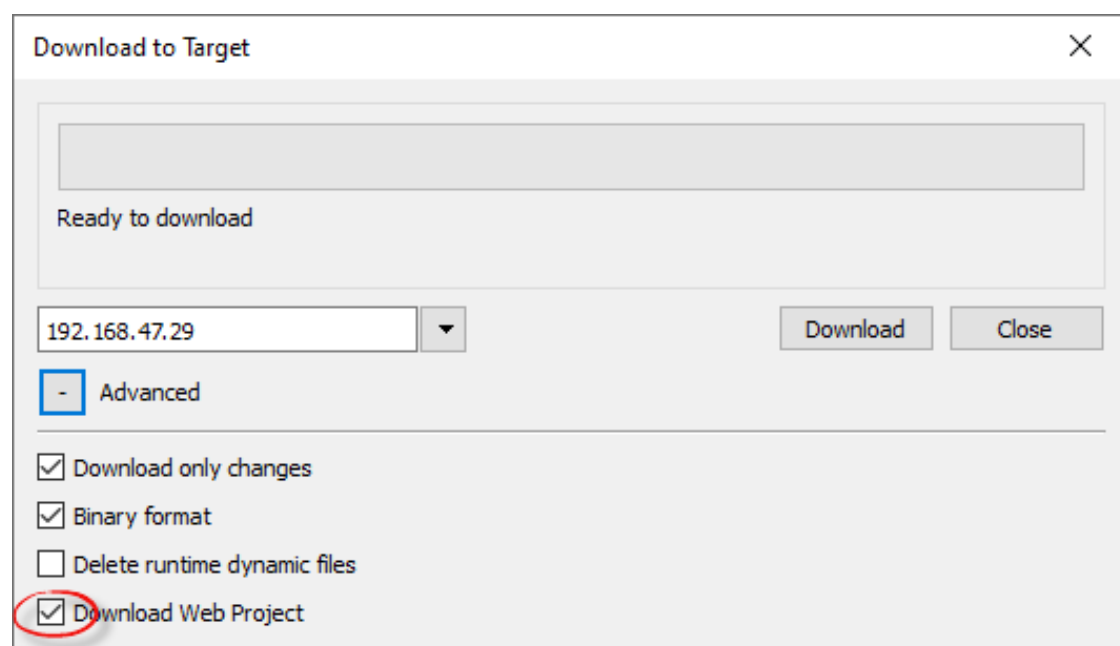 Download to Target
Ready to download
192.168.47.29
Download Close
- Advanced
Download only changes
Binary format
Delete runtime dynamic files
Download Web Project